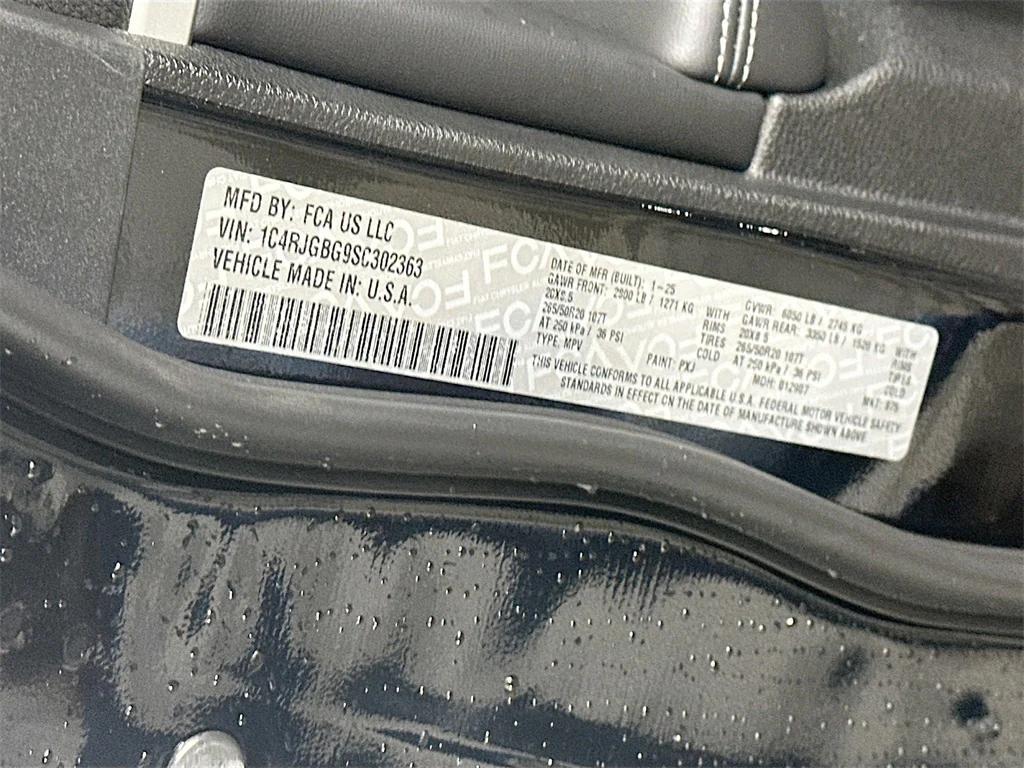 MFD BY: FCA US LLC
VIN: 1C4RJGBG9SC302363
VEHICLE MADE IN: U.S.A.
DATE OF MFR (BUILT): 1-25 GVWR: 6050 LB / 2745 KG
GAWR FRONT: 2800 LB / 1271 KG WITH GAWR REAR: 3350 LB / 1520 KG WITH
20X8.5 RIMS 20X8.5 RIMS
265/50R20 107T TIRES 265/50R20 107T TIRES
AT 250 kPa / 36 PSI COLD AT 250 kPa / 36 PSI COLD
TYPE: MPV PAINT: PXJ MDH: 012907
THIS VEHICLE CONFORMS TO ALL APPLICABLE U.S.A. FEDERAL MOTOR VEHICLE SAFETY
STANDARDS IN EFFECT ON THE DATE OF MANUFACTURE SHOWN ABOVE